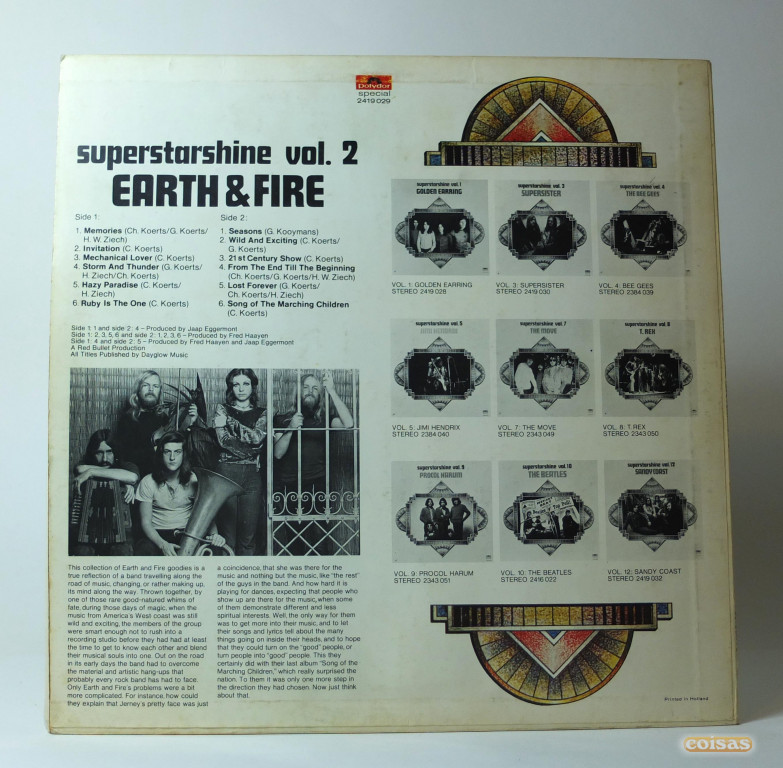 Polydor
special
2419 029
superstarshine vol. 2
EARTH & FIRE
Side 1:
1. Memories (Ch. Koerts/G. Koerts/
H. W. Ziech)
2. Invitation (C. Koerts)
3. Mechanical Lover (C. Koerts)
4. Storm And Thunder (G. Koerts/
H. Ziech/Ch. Koerts)
5. Hazy Paradise (C. Koerts/
H. Ziech)
6. Ruby Is The One (C. Koerts)
Side 2:
1. Seasons (G. Kooymans)
2. Wild And Exciting (C. Koerts/
G. Koerts)
3. 21st Century Show (C. Koerts)
4. From The End Till The Beginning
(Ch. Koerts/G. Koerts/H. W. Ziech)
5. Lost Forever (G. Koerts/
Ch. Koerts/H. Ziech)
6. Song of The Marching Children
(C. Koerts)
Side 1: 1 and side 2: 4 – Produced by Jaap Eggermont
Side 1: 2, 3, 5, 6 and side 2: 1, 2, 3, 6 – Produced by Fred Haayen
Side 1: 4 and side 2: 5 – Produced by Fred Haayen and Jaap Eggermont
A Red Bullet Production
All Titles Published by Dayglow Music
This collection of Earth and Fire goodies is a
true reflection of a band travelling along the
road of music, changing, or rather making up,
its mind along the way. Thrown together, by
one of those rare good-natured whims of
fate, during those days of magic, when the
music from America's West coast was still
wild and exciting, the members of the group
were smart enough not to rush into a
recording studio before they had had at least
the time to get to know each other and blend
their musical souls into one. Out on the road
in its early days the band had to overcome
the material and artistic hang-ups that
probably every rock band has had to face.
Only Earth and Fire's problems were a bit
more complicated. For instance, how could
they explain that Jerney's pretty face was just
a coincidence, that she was there for the
music and nothing but the music, like "the rest"
of the guys in the band. And how hard it is
playing for dances, expecting that people who
show up are there for the music, when some
of them demonstrate different and less
spiritual interests. Well, the only way for them
was to get more into their music, and to let
their songs and lyrics tell about the many
things going on inside their heads, and to hope
that they could turn on the "good" people, or
turn people into "good" people. This they
certainly did with their last album "Song of the
Marching Children," which really surprised the
nation. To them it was only one more step in
the direction they had chosen. Now just think
about that.
superstarshine vol. 1
GOLDEN EARRING
superstarshine vol. 3
SUPERSISTER
superstarshine vol. 4
THE BEE GEES
VOL. 1: GOLDEN EARRING
STEREO 2419 028
VOL. 3: SUPERSISTER
STEREO 2419 030
VOL. 4: BEE GEES
STEREO 2384 039
superstarshine vol. 5
JIMI HENDRIX
superstarshine vol. 7
THE MOVE
superstarshine vol. 8
T. REX
VOL. 5: JIMI HENDRIX
STEREO 2384 040
VOL. 7: THE MOVE
STEREO 2343 049
VOL. 8: T. REX
STEREO 2343 050
superstarshine vol. 9
PROCOL HARUM
superstarshine vol. 10
THE BEATLES
superstarshine vol. 12
SANDY COAST
VOL. 9: PROCOL HARUM
STEREO 2343 051
VOL. 10: THE BEATLES
STEREO 2416 022
VOL. 12: SANDY COAST
STEREO 2419 032
Printed in Holland
coisas